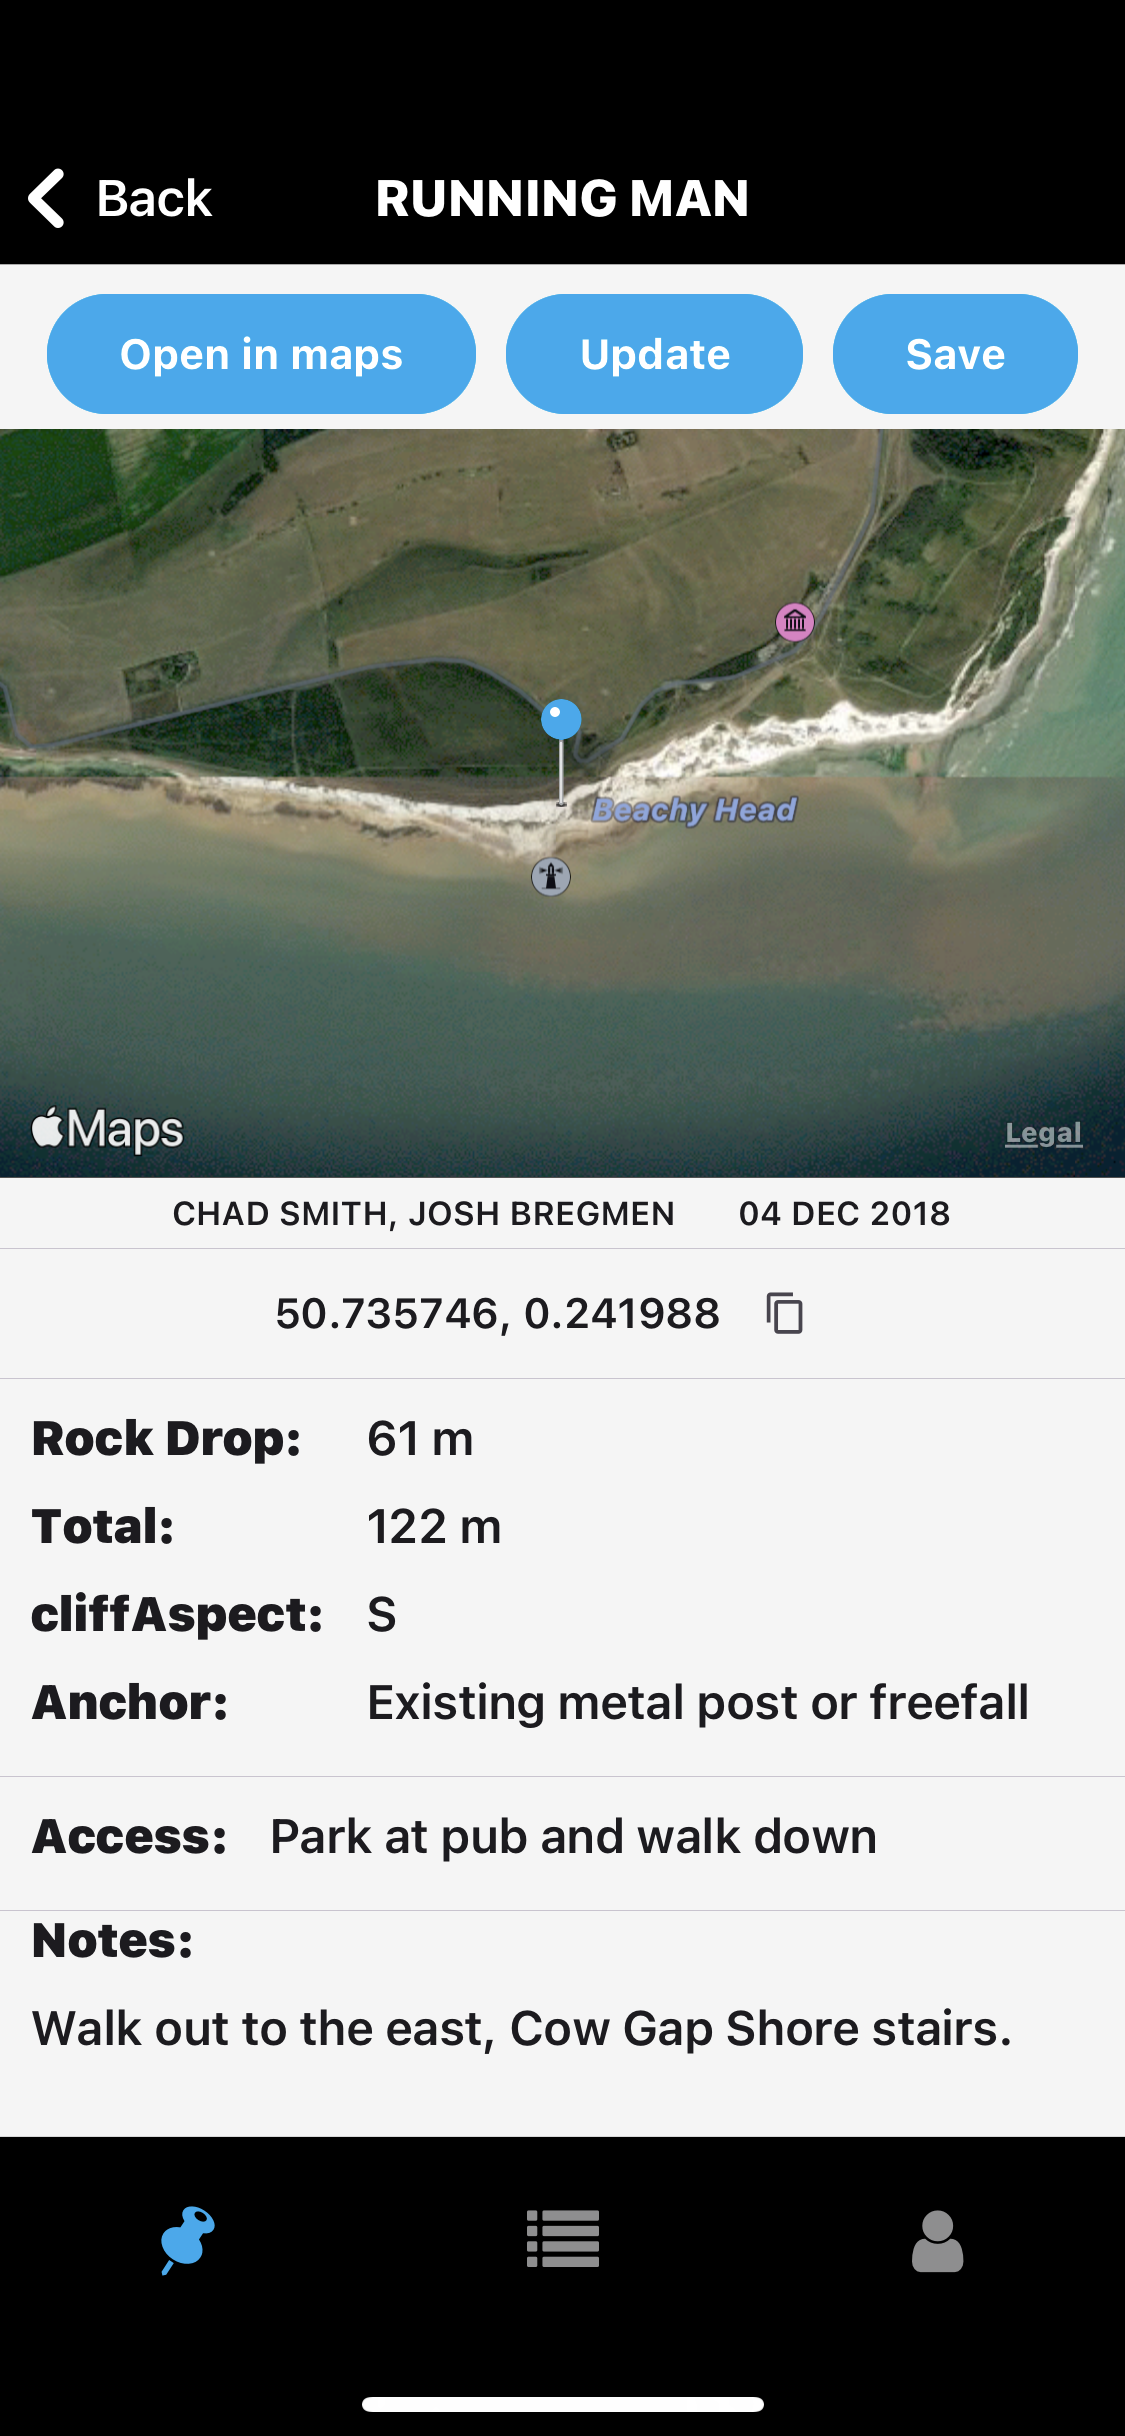 Back RUNNING MAN
Open in maps Update Save
Beachy Head
Maps Legal
CHAD SMITH, JOSH BREGMEN 04 DEC 2018
50.735746, 0.241988
Rock Drop: 61 m
Total: 122 m
cliffAspect: S
Anchor: Existing metal post or freefall
Access: Park at pub and walk down
Notes:
Walk out to the east, Cow Gap Shore stairs.